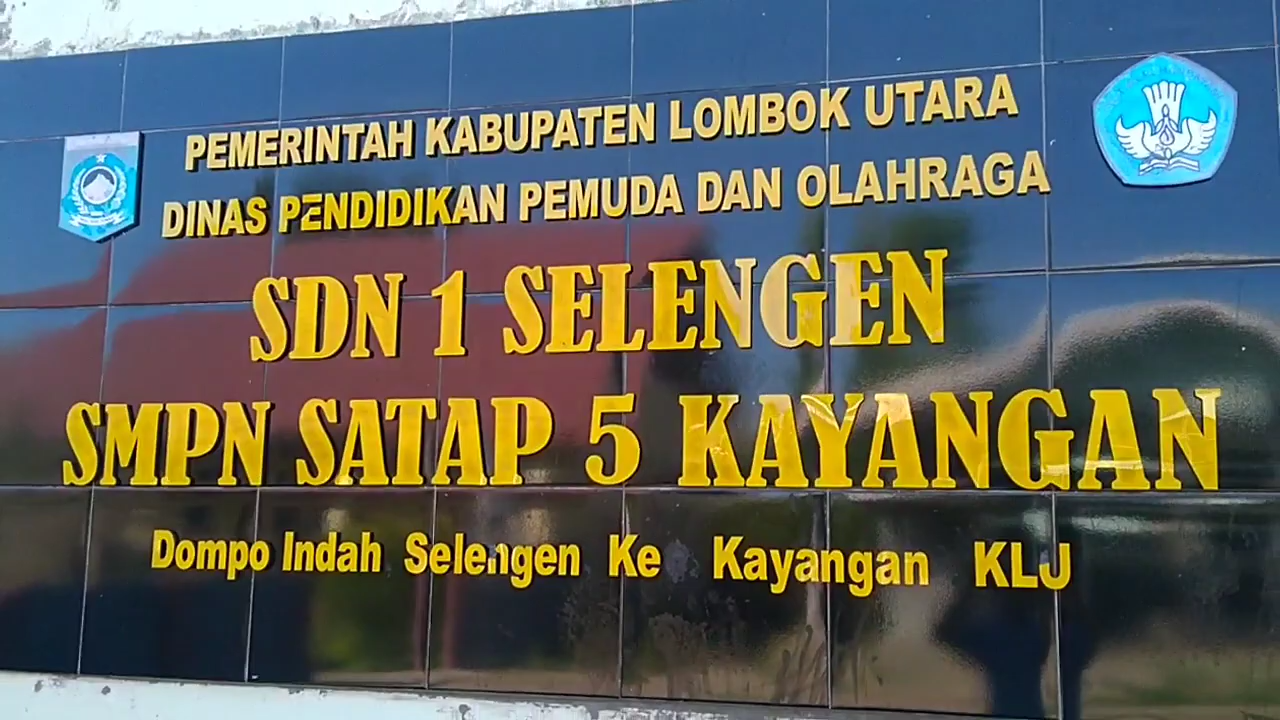 PEMERINTAH KABUPATEN LOMBOK UTARA
DINAS PENDIDIKAN PEMUDA DAN OLAHRAGA
SDN 1 SELENGEN
SMPN SATAP 5 KAYANGAN
Dompo Indah Selengen Ke Kayangan KLU